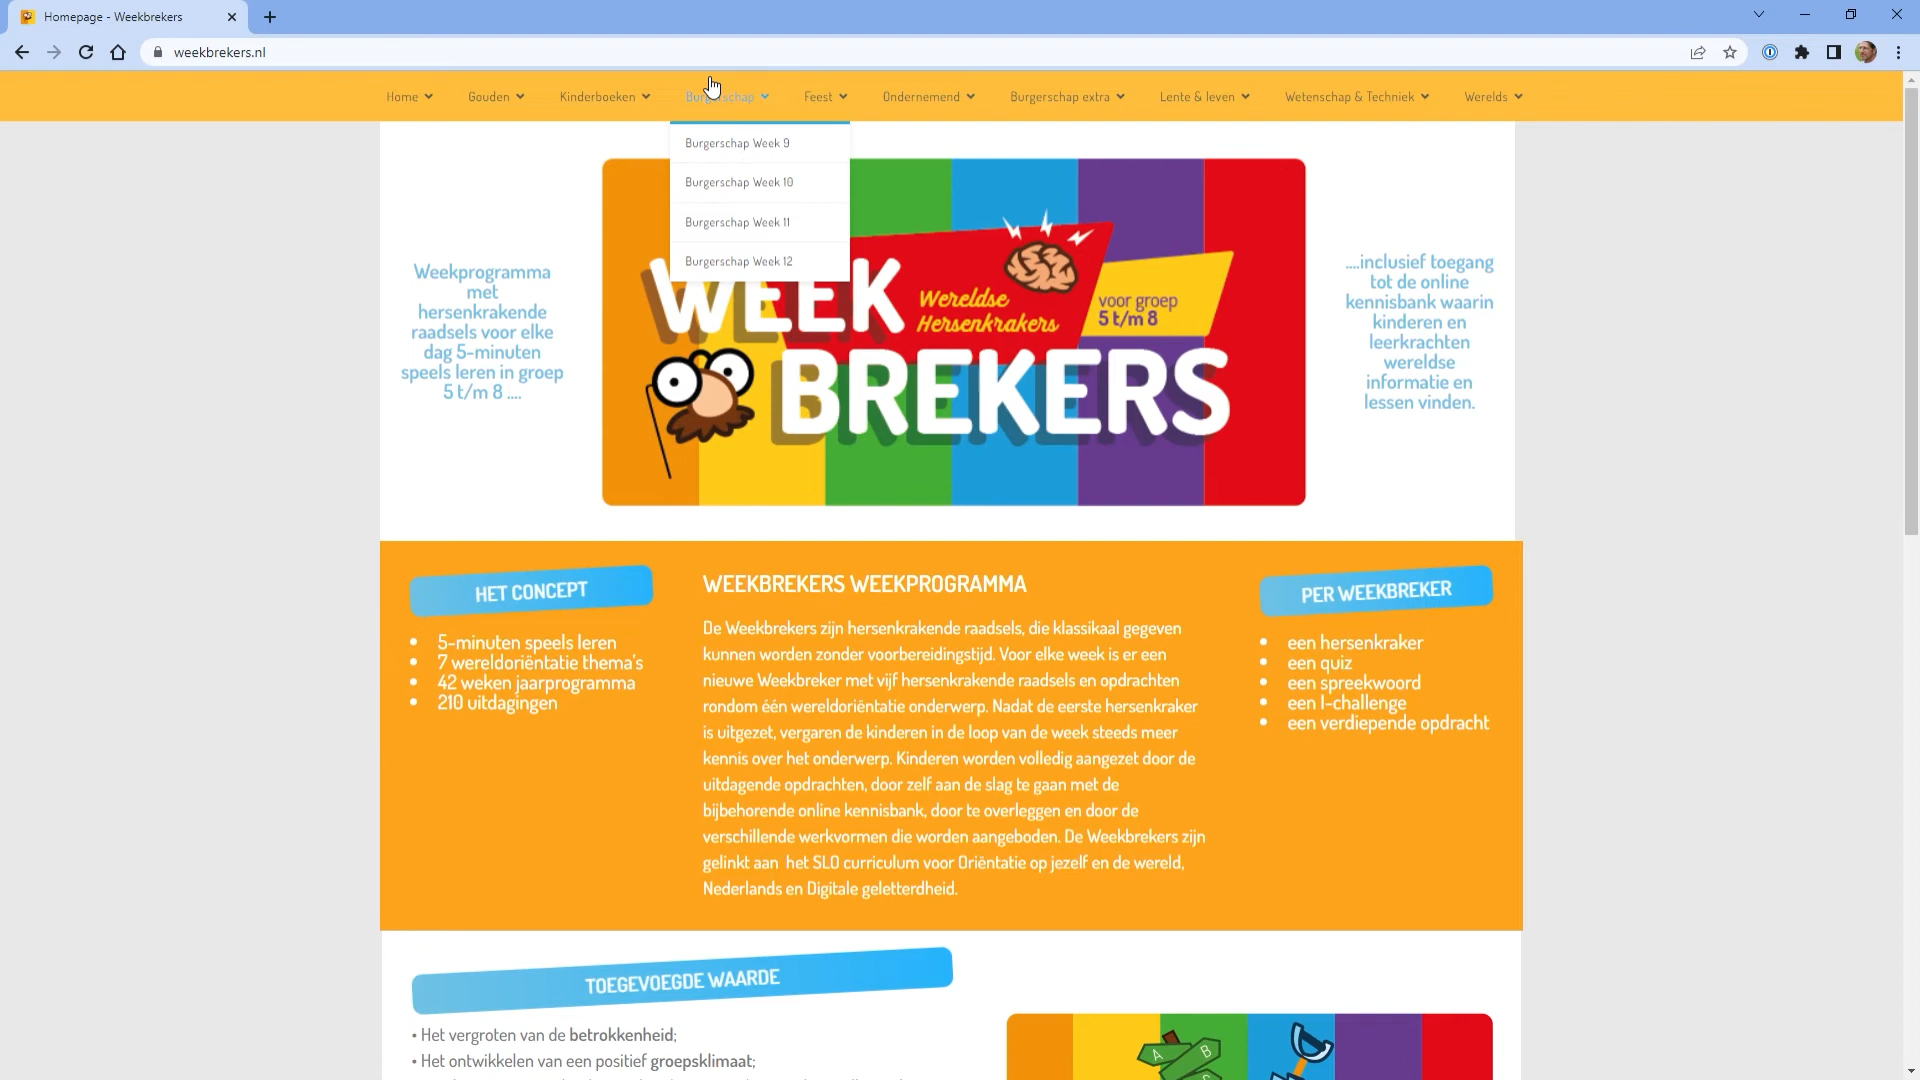 Homepage - Weekbrekers
weekbrekers.nl
Home
Gouden
Kinderboeken
Burgerschap
Feest
Ondernemend
Burgerschap extra
Lente & leven
Wetenschap & Techniek
Werelds
Burgerschap Week 9
Burgerschap Week 10
Burgerschap Week 11
Burgerschap Week 12
Weekprogramma
met
hersenkrakende
raadsels voor elke
dag 5-minuten
speels leren in groep
5 t/m 8 ....
WEEK
BREKERS
Wereldse
Hersenkrakers
voor groep
5 t/m 8
....inclusief toegang
tot de online
kennisbank waarin
kinderen en
leerkrachten
wereldse
informatie en
lessen vinden.
HET CONCEPT
• 5-minuten speels leren
• 7 wereldoriëntatie thema's
• 42 weken jaarprogramma
• 210 uitdagingen
WEEKBREKERS WEEKPROGRAMMA
De Weekbrekers zijn hersenkrakende raadsels, die klassikaal gegeven
kunnen worden zonder voorbereidingstijd. Voor elke week is er een
nieuwe Weekbreker met vijf hersenkrakende raadsels en opdrachten
rondom één wereldoriëntatie onderwerp. Nadat de eerste hersenkraker
is uitgezet, vergaren de kinderen in de loop van de week steeds meer
kennis over het onderwerp. Kinderen worden volledig aangezet door de
uitdagende opdrachten, door zelf aan de slag te gaan met de
bijbehorende online kennisbank, door te overleggen en door de
verschillende werkvormen die worden aangeboden. De Weekbrekers zijn
gelinkt aan het SLO curriculum voor Oriëntatie op jezelf en de wereld,
Nederlands en Digitale geletterdheid.
PER WEEKBREKER
• een hersenkraker
• een quiz
• een spreekwoord
• een I-challenge
• een verdiepende opdracht
TOEGEVOEGDE WAARDE
• Het vergroten van de betrokkenheid;
• Het ontwikkelen van een positief groepsklimaat;
A
B